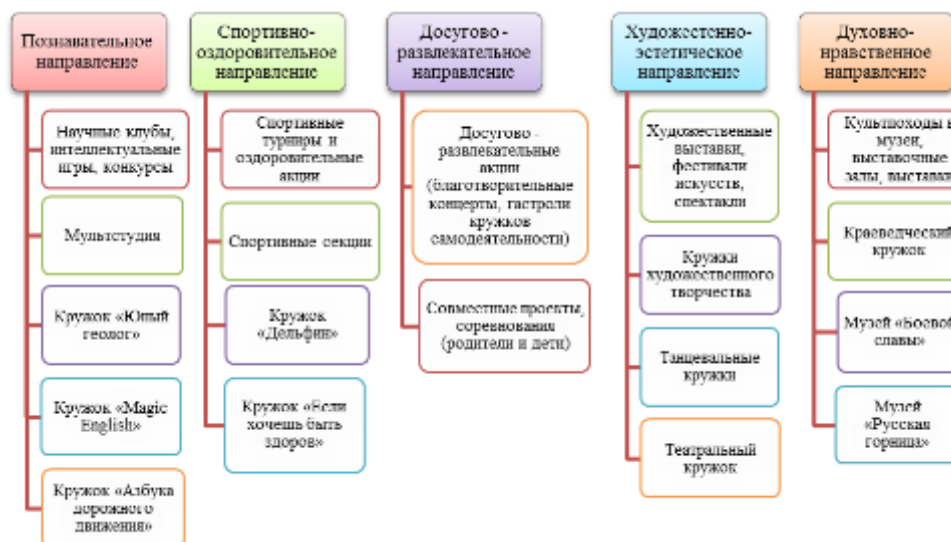 Познавательное
направление
Научные клубы,
интеллектуальные
игры, конкурсы
Мультстудия
Кружок «Юный
геолог»
Кружок «Magic
English»
Кружок «Азбука
дорожного
движения»
Спортивно-
оздоровительное
направление
Спортивные
турниры и
оздоровительные
акции
Спортивные секции
Кружок
«Дельфин»
Кружок «Если
хочешь быть
здоров»
Досугово -
развлекательное
направление
Досугово -
развлекательные
акции
(благотворительные
концерты, гастроли
кружков
самодеятельности)
Совместные проекты,
соревнования
(родители и дети)
Художестенно-
эстетическое
направление
Художественные
выставки,
фестивали
искусств,
спектакли
Кружки
художественного
творчества
Танцевальные
кружки
Театральный
кружок
Духовно-
нравственное
направление
Культпоходы в
музеи,
выставочные
залы, выставки
Краеведческий
кружок
Музей «Боевой
славы»
Музей
«Русская
горница»